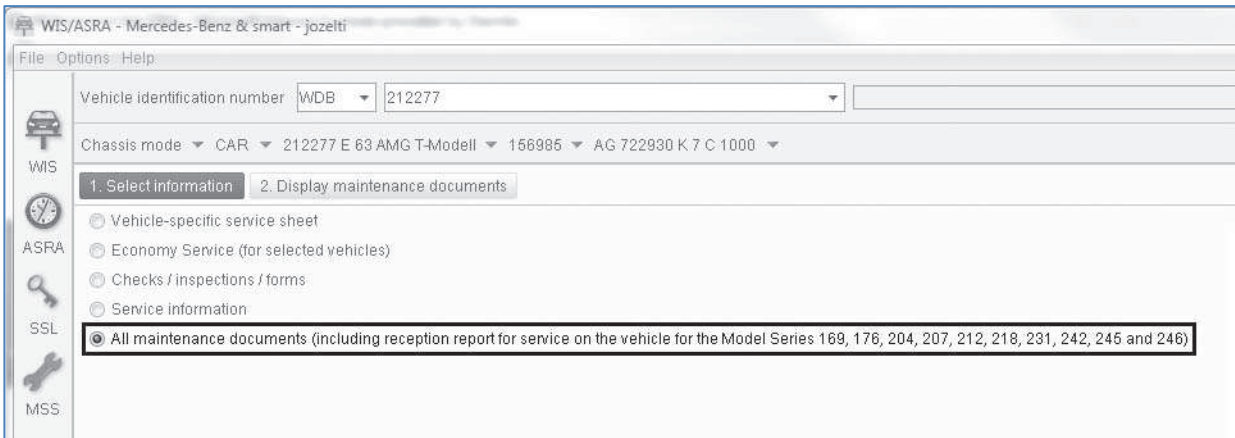 WIS/ASRA - Mercedes-Benz & smart - jozelti
File Options Help
Vehicle identification number WDB 212277
Chassis mode CAR 212277 E 63 AMG T-Modell 156985 AG 722930 K 7 C 1000
WIS
1. Select information 2. Display maintenance documents
Vehicle-specific service sheet
ASRA
Economy Service (for selected vehicles)
Checks / inspections / forms
Service information
SSL
All maintenance documents (including reception report for service on the vehicle for the Model Series 169, 176, 204, 207, 212, 218, 231, 242, 245 and 246)
MSS